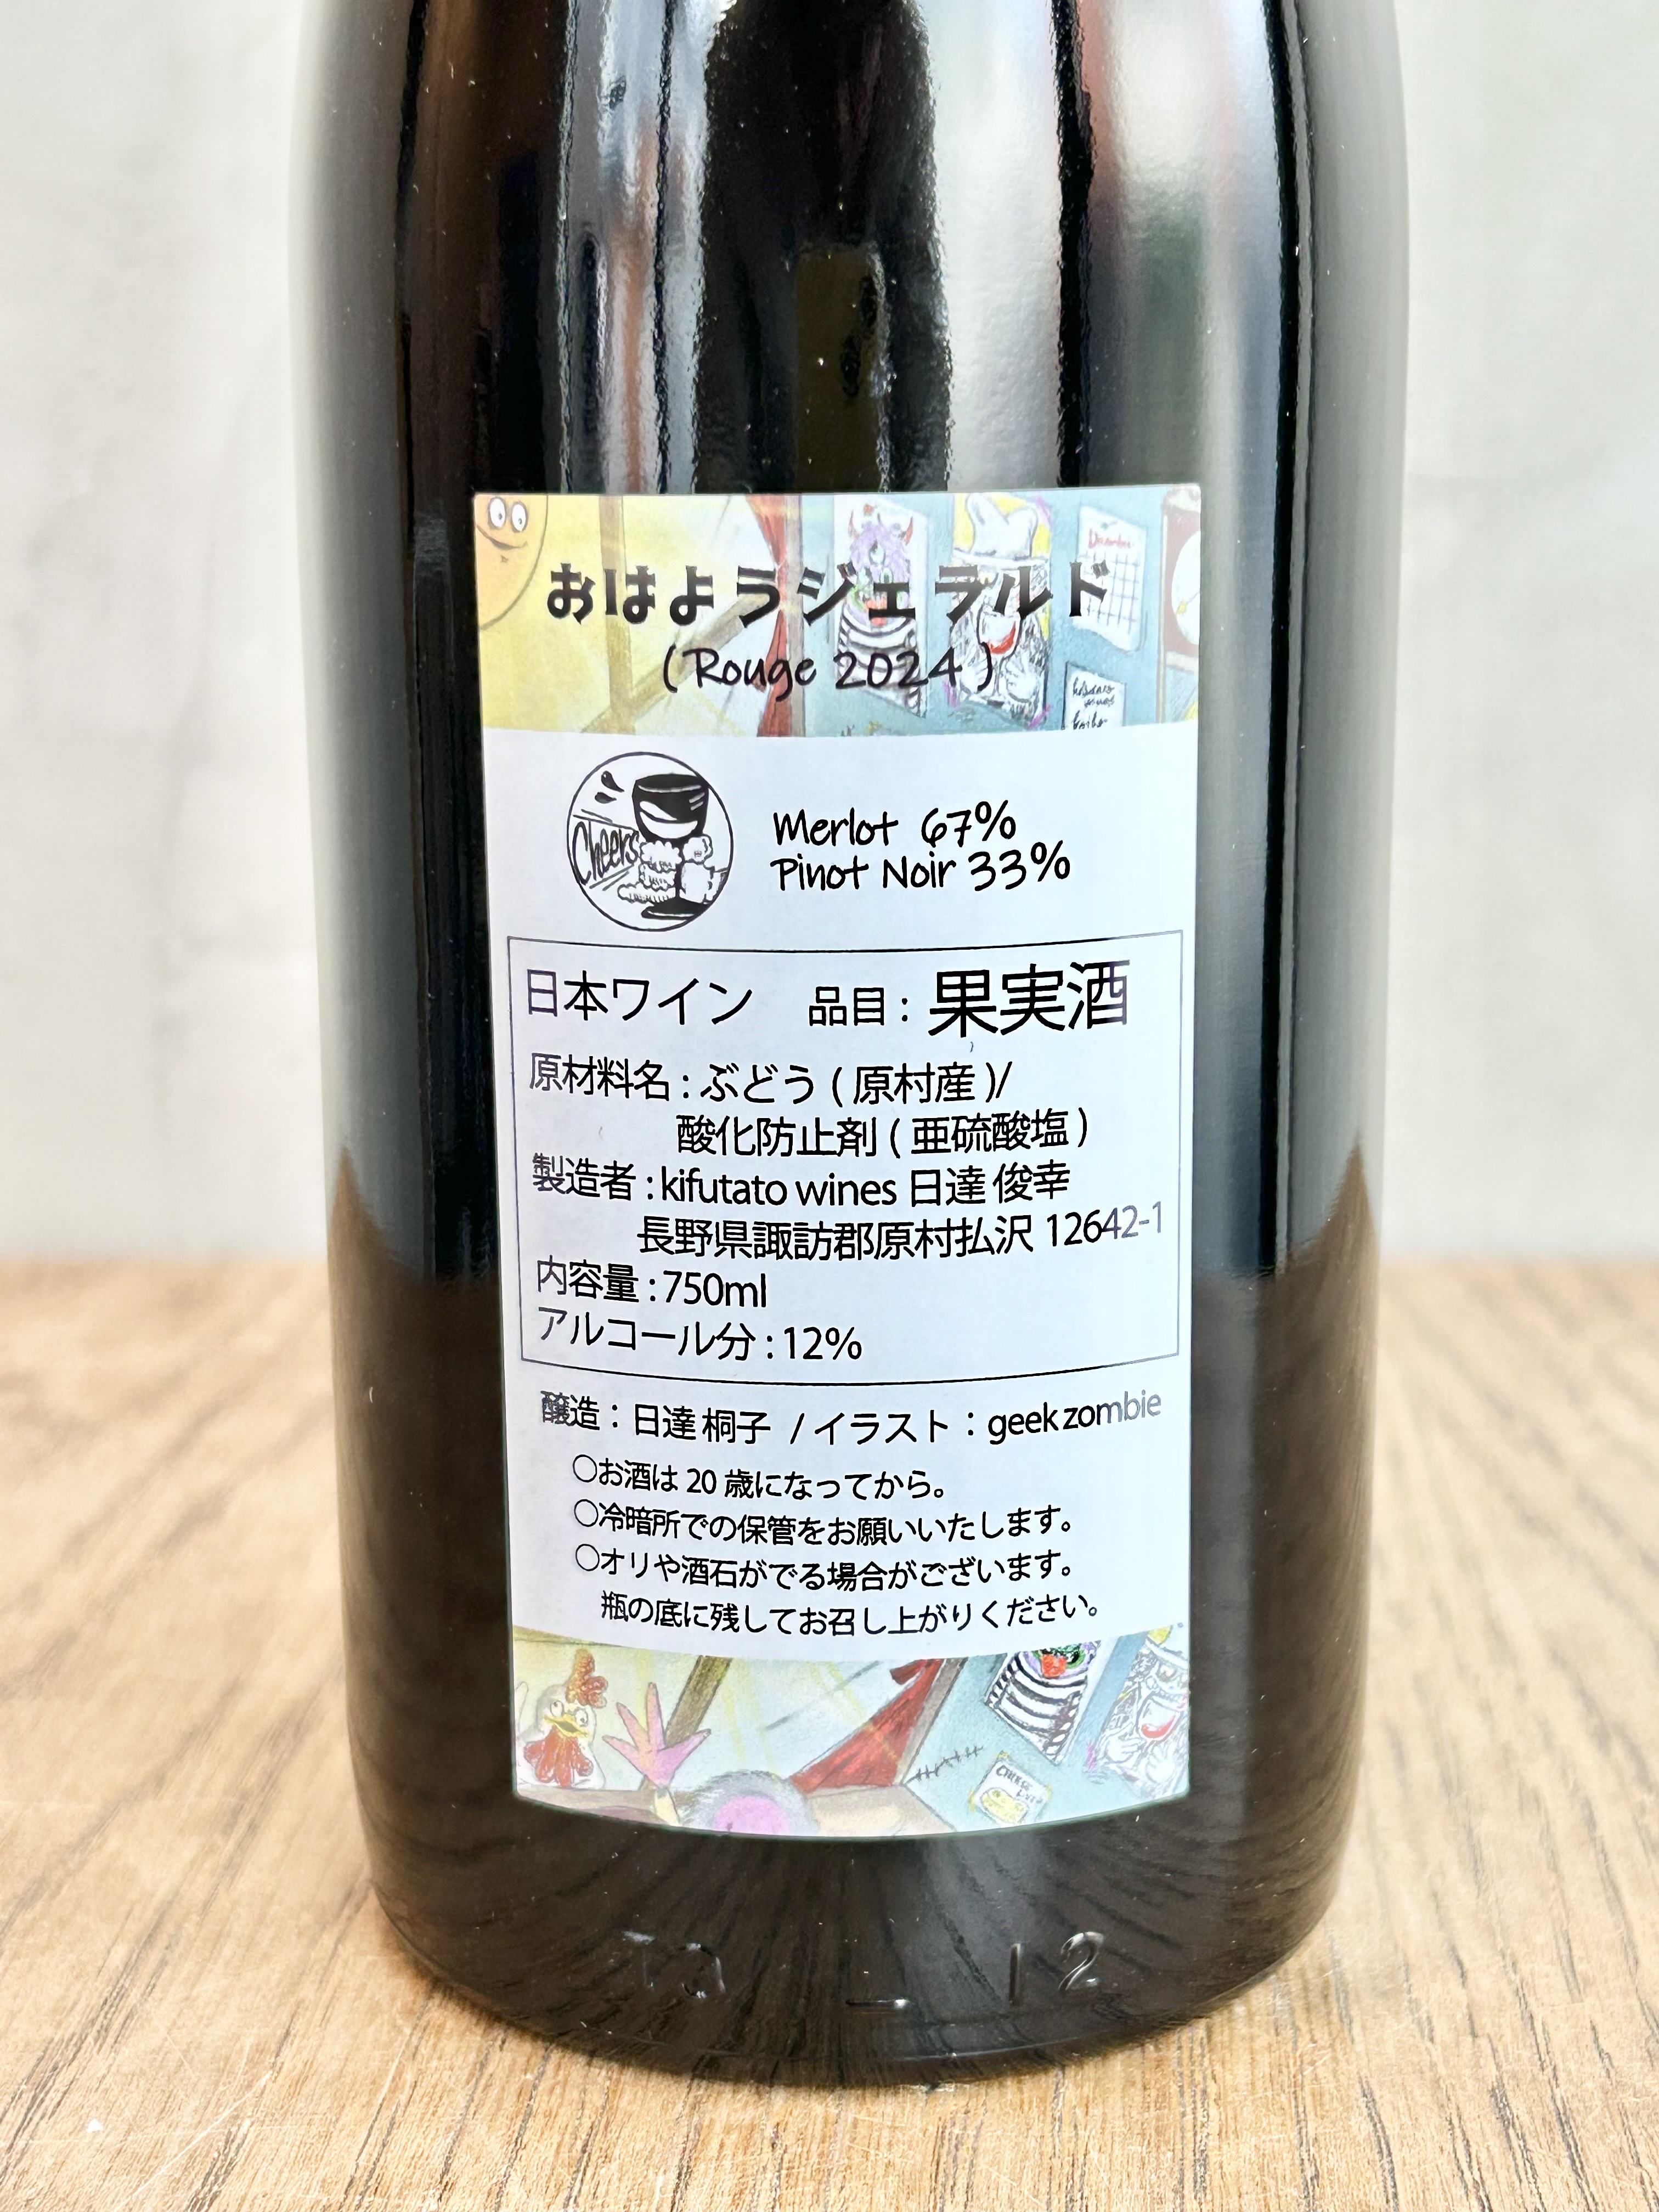 おはようジェラルド
(Rouge 2024)
December
Cheers
Merlot 67%
Pinot Noir 33%
日本ワイン 品目：果実酒
原材料名：ぶどう(原村産)/
酸化防止剤(亜硫酸塩)
製造者：kifutato wines 日達 俊幸
長野県諏訪郡原村払沢 12642-1
内容量：750ml
アルコール分：12%
醸造：日達 桐子 / イラスト：geek zombie
○お酒は 20 歳になってから。
○冷暗所での保管をお願いいたします。
○オリや酒石がでる場合がございます。
瓶の底に残してお召し上がりください。
12